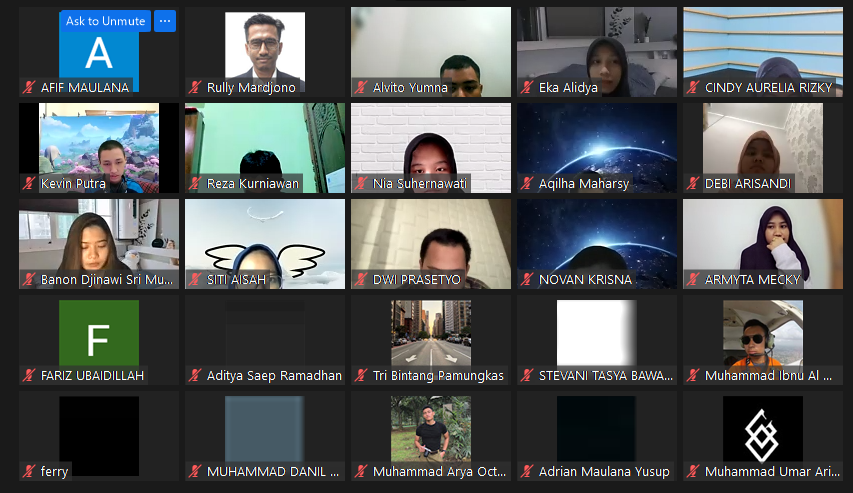 Ask to Unmute ...
A
AFIF MAULANA
Rully Mardjono
Alvito Yumna
Eka Alidya
CINDY AURELIA RIZKY
Kevin Putra
Reza Kurniawan
Nia Suhernawati
Aqilha Maharsy
DEBI ARISANDI
Banon Djinawi Sri Mu...
SITI AISAH
DWI PRASETYO
NOVAN KRISNA
ARMYTA MECKY
F
FARIZ UBAIDILLAH
Aditya Saep Ramadhan
Tri Bintang Pamungkas
STEVANI TASYA BAWA...
Muhammad Ibnu Al ...
ferry
MUHAMMAD DANIL ...
Muhammad Arya Oct...
Adrian Maulana Yusup
Muhammad Umar Ari...